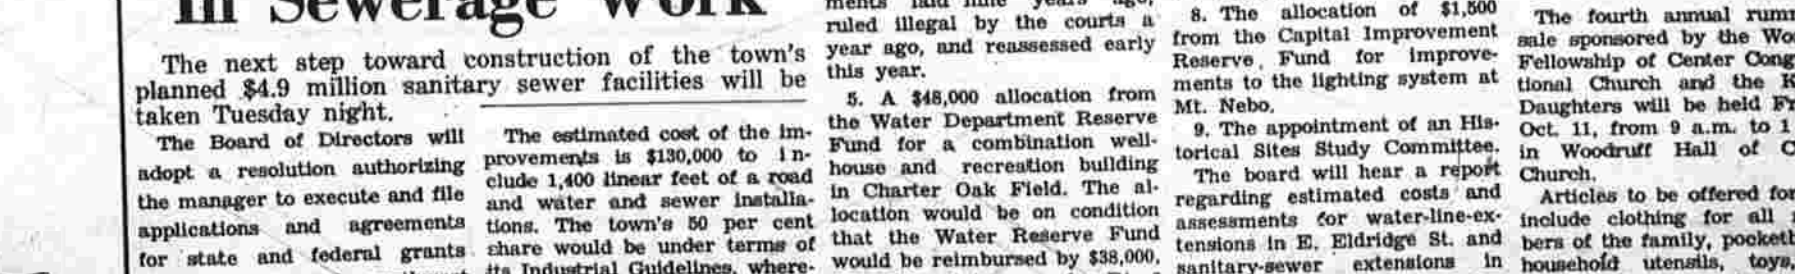 In Sewerage Work
The next step toward construction of the town's
planned $4.9 million sanitary sewer facilities will be
taken Tuesday night.
The Board of Directors will
adopt a resolution authorizing
the manager to execute and file
applications and agreements
for state and federal grants
The estimated cost of the im-
provements is $130,000 to in-
clude 1,400 linear feet of a road
and water and sewer installa-
tions. The town's 50 per cent
share would be under terms of
its Industrial Guidelines, where-
ments laid nine years ago,
ruled illegal by the courts a
year ago, and reassessed early
this year.
5. A $48,000 allocation from
the Water Department Reserve
Fund for a combination well-
house and recreation building
in Charter Oak Field. The al-
location would be on condition
that the Water Reserve Fund
would be reimbursed by $38,000,
8. The allocation of $1,500
from the Capital Improvement
Reserve Fund for improve-
ments to the lighting system at
Mt. Nebo.
9. The appointment of an His-
torical Sites Study Committee.
The board will hear a report
regarding estimated costs and
assessments for water-line-ex-
tensions in E. Eldridge St. and
sanitary-sewer extensions in
The fourth annual rumm
sale sponsored by the Wo
Fellowship of Center Cong
tional Church and the K
Daughters will be held Fr
Oct. 11, from 9 a.m. to 1
in Woodruff Hall of C
Church.
Articles to be offered for
include clothing for all
bers of the family, pocketb
household utensils, toys,